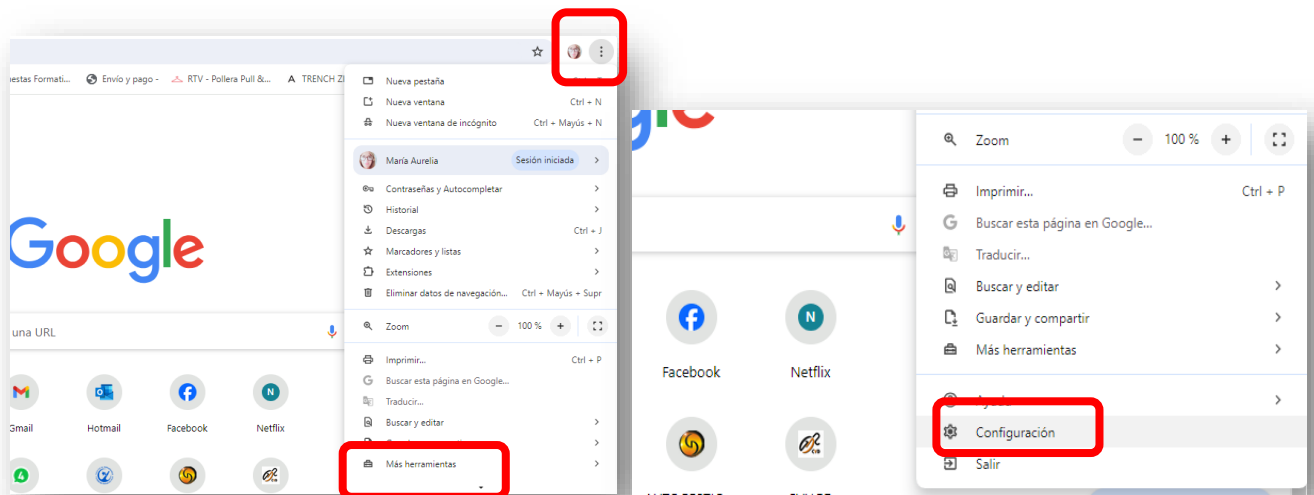 uestas Formati...
Envío y pago -
RTV - Pollera Pull &...
A TRENCH Z
Nueva pestaña
Nueva ventana Ctrl + N
Nueva ventana de incógnito Ctrl + Mayús + N
María Aurelia Sesión iniciada
Contraseñas y Autocompletar
Historial
Descargas Ctrl + J
Marcadores y listas
Extensiones
Eliminar datos de navegación... Ctrl + Mayús + Supr
Zoom - 100 % +
Imprimir... Ctrl + P
G Buscar esta página en Google...
Traducir...
Buscar y editar
Más herramientas
Google
una URL
Gmail
Hotmail
Facebook
N
Netflix
4
Zoom - 100 % +
Imprimir... Ctrl + P
G Buscar esta página en Google...
Traducir...
Buscar y editar
Guardar y compartir
Más herramientas
Configuración
Salir
Facebook
N
Netflix